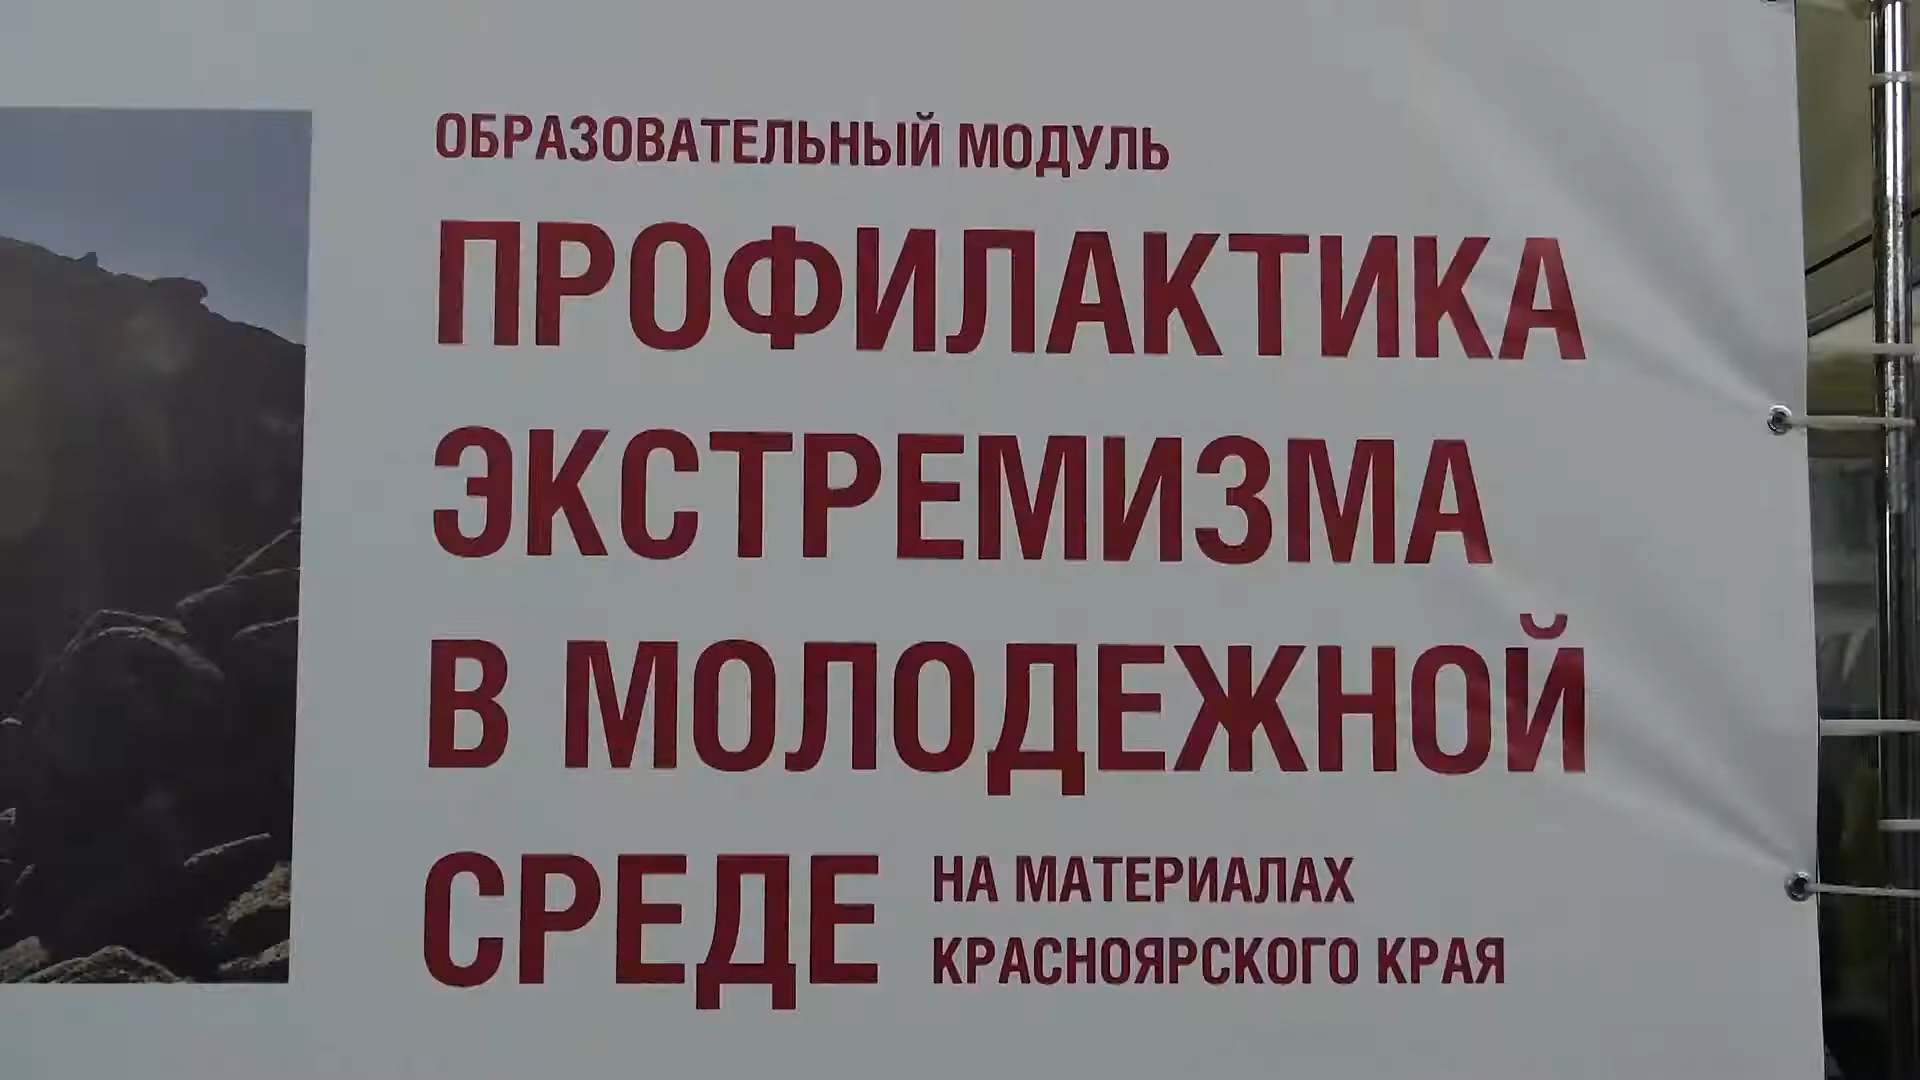 ОБРАЗОВАТЕЛЬНЫЙ МОДУЛЬ
ПРОФИЛАКТИКА
ЭКСТРЕМИЗМА
В МОЛОДЕЖНОЙ
СРЕДЕ
НА МАТЕРИАЛАХ
КРАСНОЯРСКОГО КРАЯ